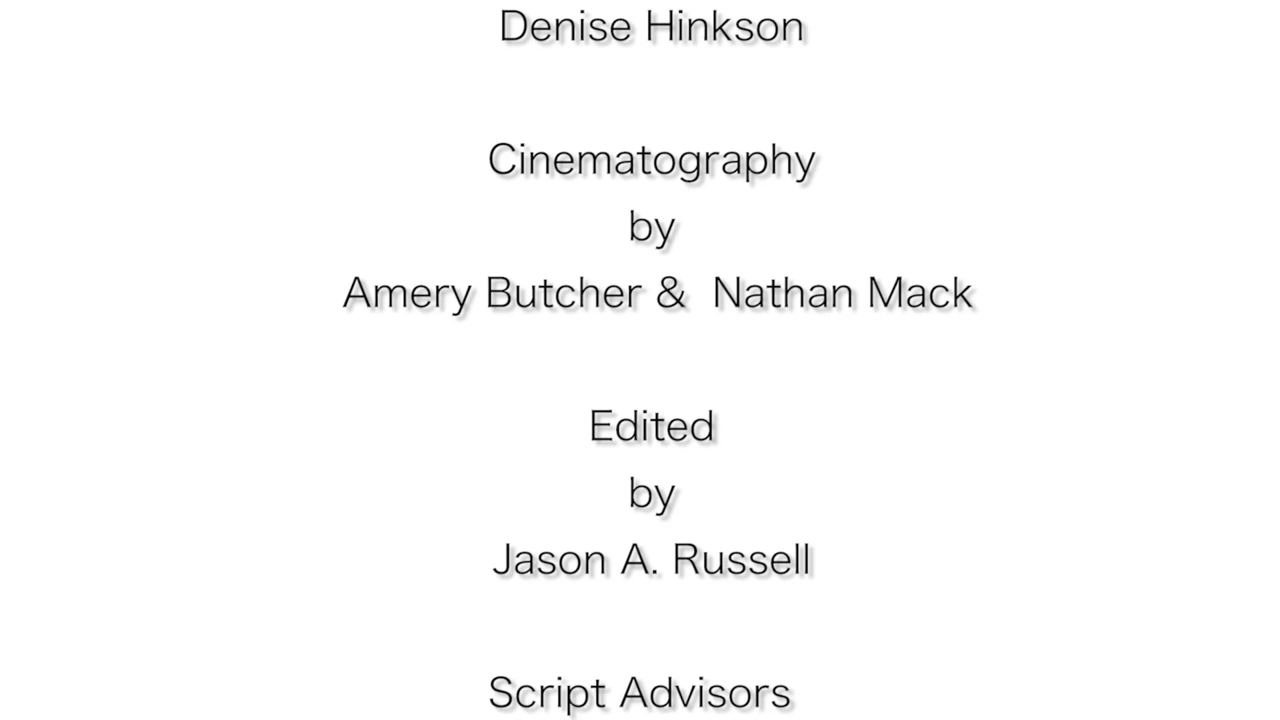 Denise Hinkson
Cinematography
by
Amery Butcher &  Nathan Mack
Edited
by
Jason A. Russell
Script Advisors